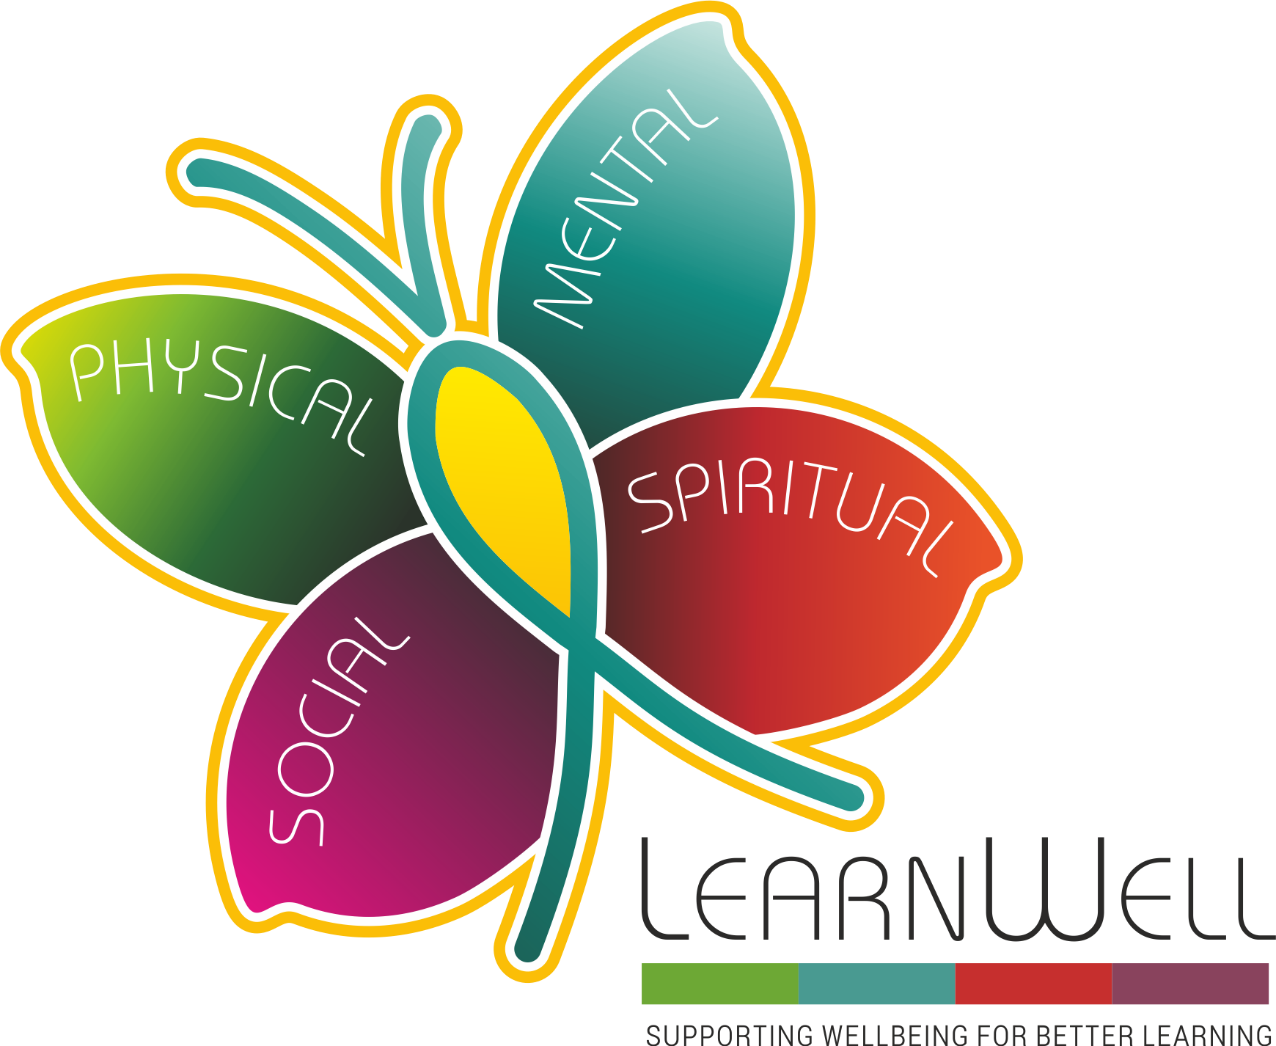 MENTAL
PHYSICAL
SPIRITUAL
SOCIAL
LEARNWELL
SUPPORTING WELLBEING FOR BETTER LEARNING